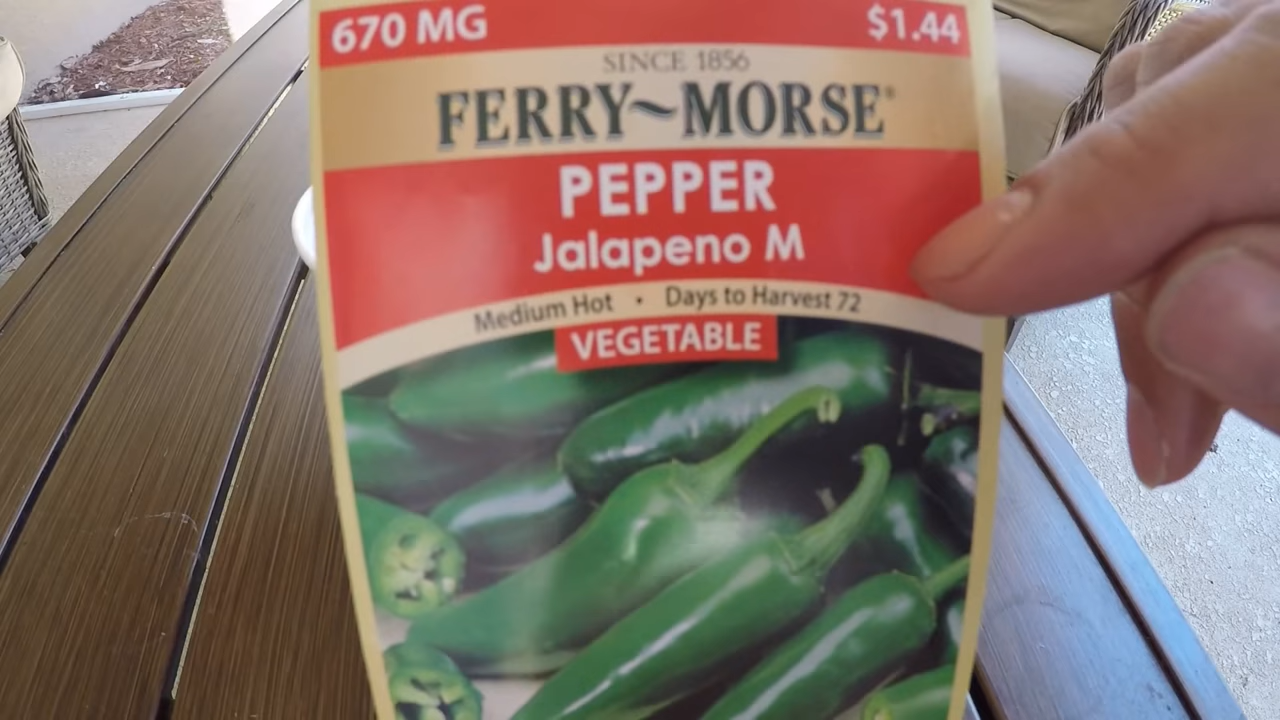 670 MG
$1.44
SINCE 1856
FERRY~MORSE®
PEPPER
Jalapeno M
Medium Hot • Days to Harvest 72
VEGETABLE